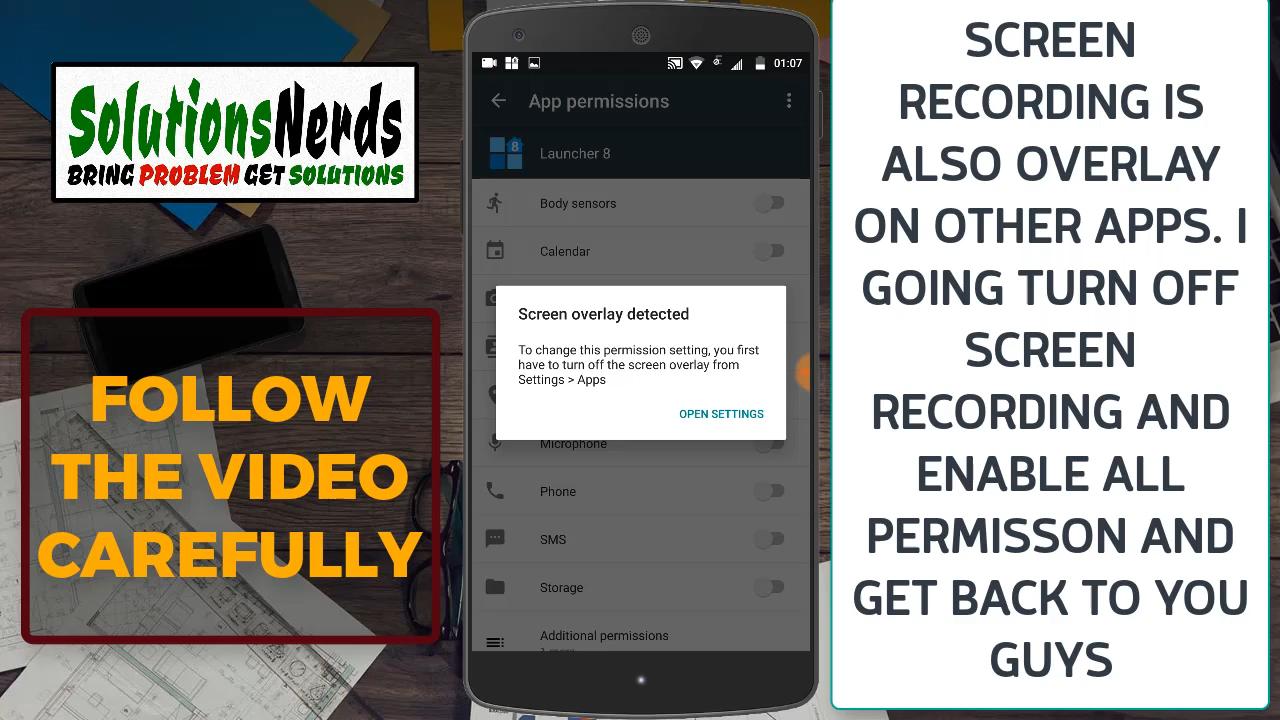 SolutionsNerds
BRING PROBLEM GET SOLUTIONS
FOLLOW
THE VIDEO
CAREFULLY
01:07
App permissions
8
Launcher 8
Body sensors
Calendar
Screen overlay detected
To change this permission setting, you first
have to turn off the screen overlay from
Settings > Apps
OPEN SETTINGS
Microphone
Phone
SMS
Storage
Additional permissions
SCREEN
RECORDING IS
ALSO OVERLAY
ON OTHER APPS. I
GOING TURN OFF
SCREEN
RECORDING AND
ENABLE ALL
PERMISSON AND
GET BACK TO YOU
GUYS